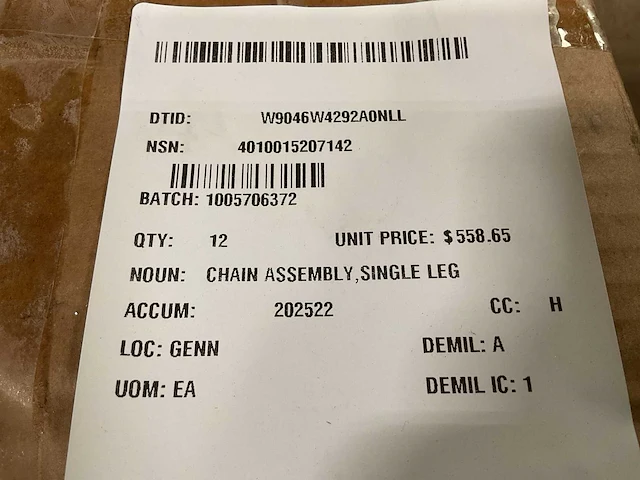 DTID: W9046W4292A0NLL
NSN: 4010015207142
BATCH: 1005706372
QTY: 12 UNIT PRICE: $558.65
NOUN: CHAIN ASSEMBLY,SINGLE LEG
ACCUM: 202522 CC: H
LOC: GENN DEMIL: A
UOM: EA DEMIL IC: 1